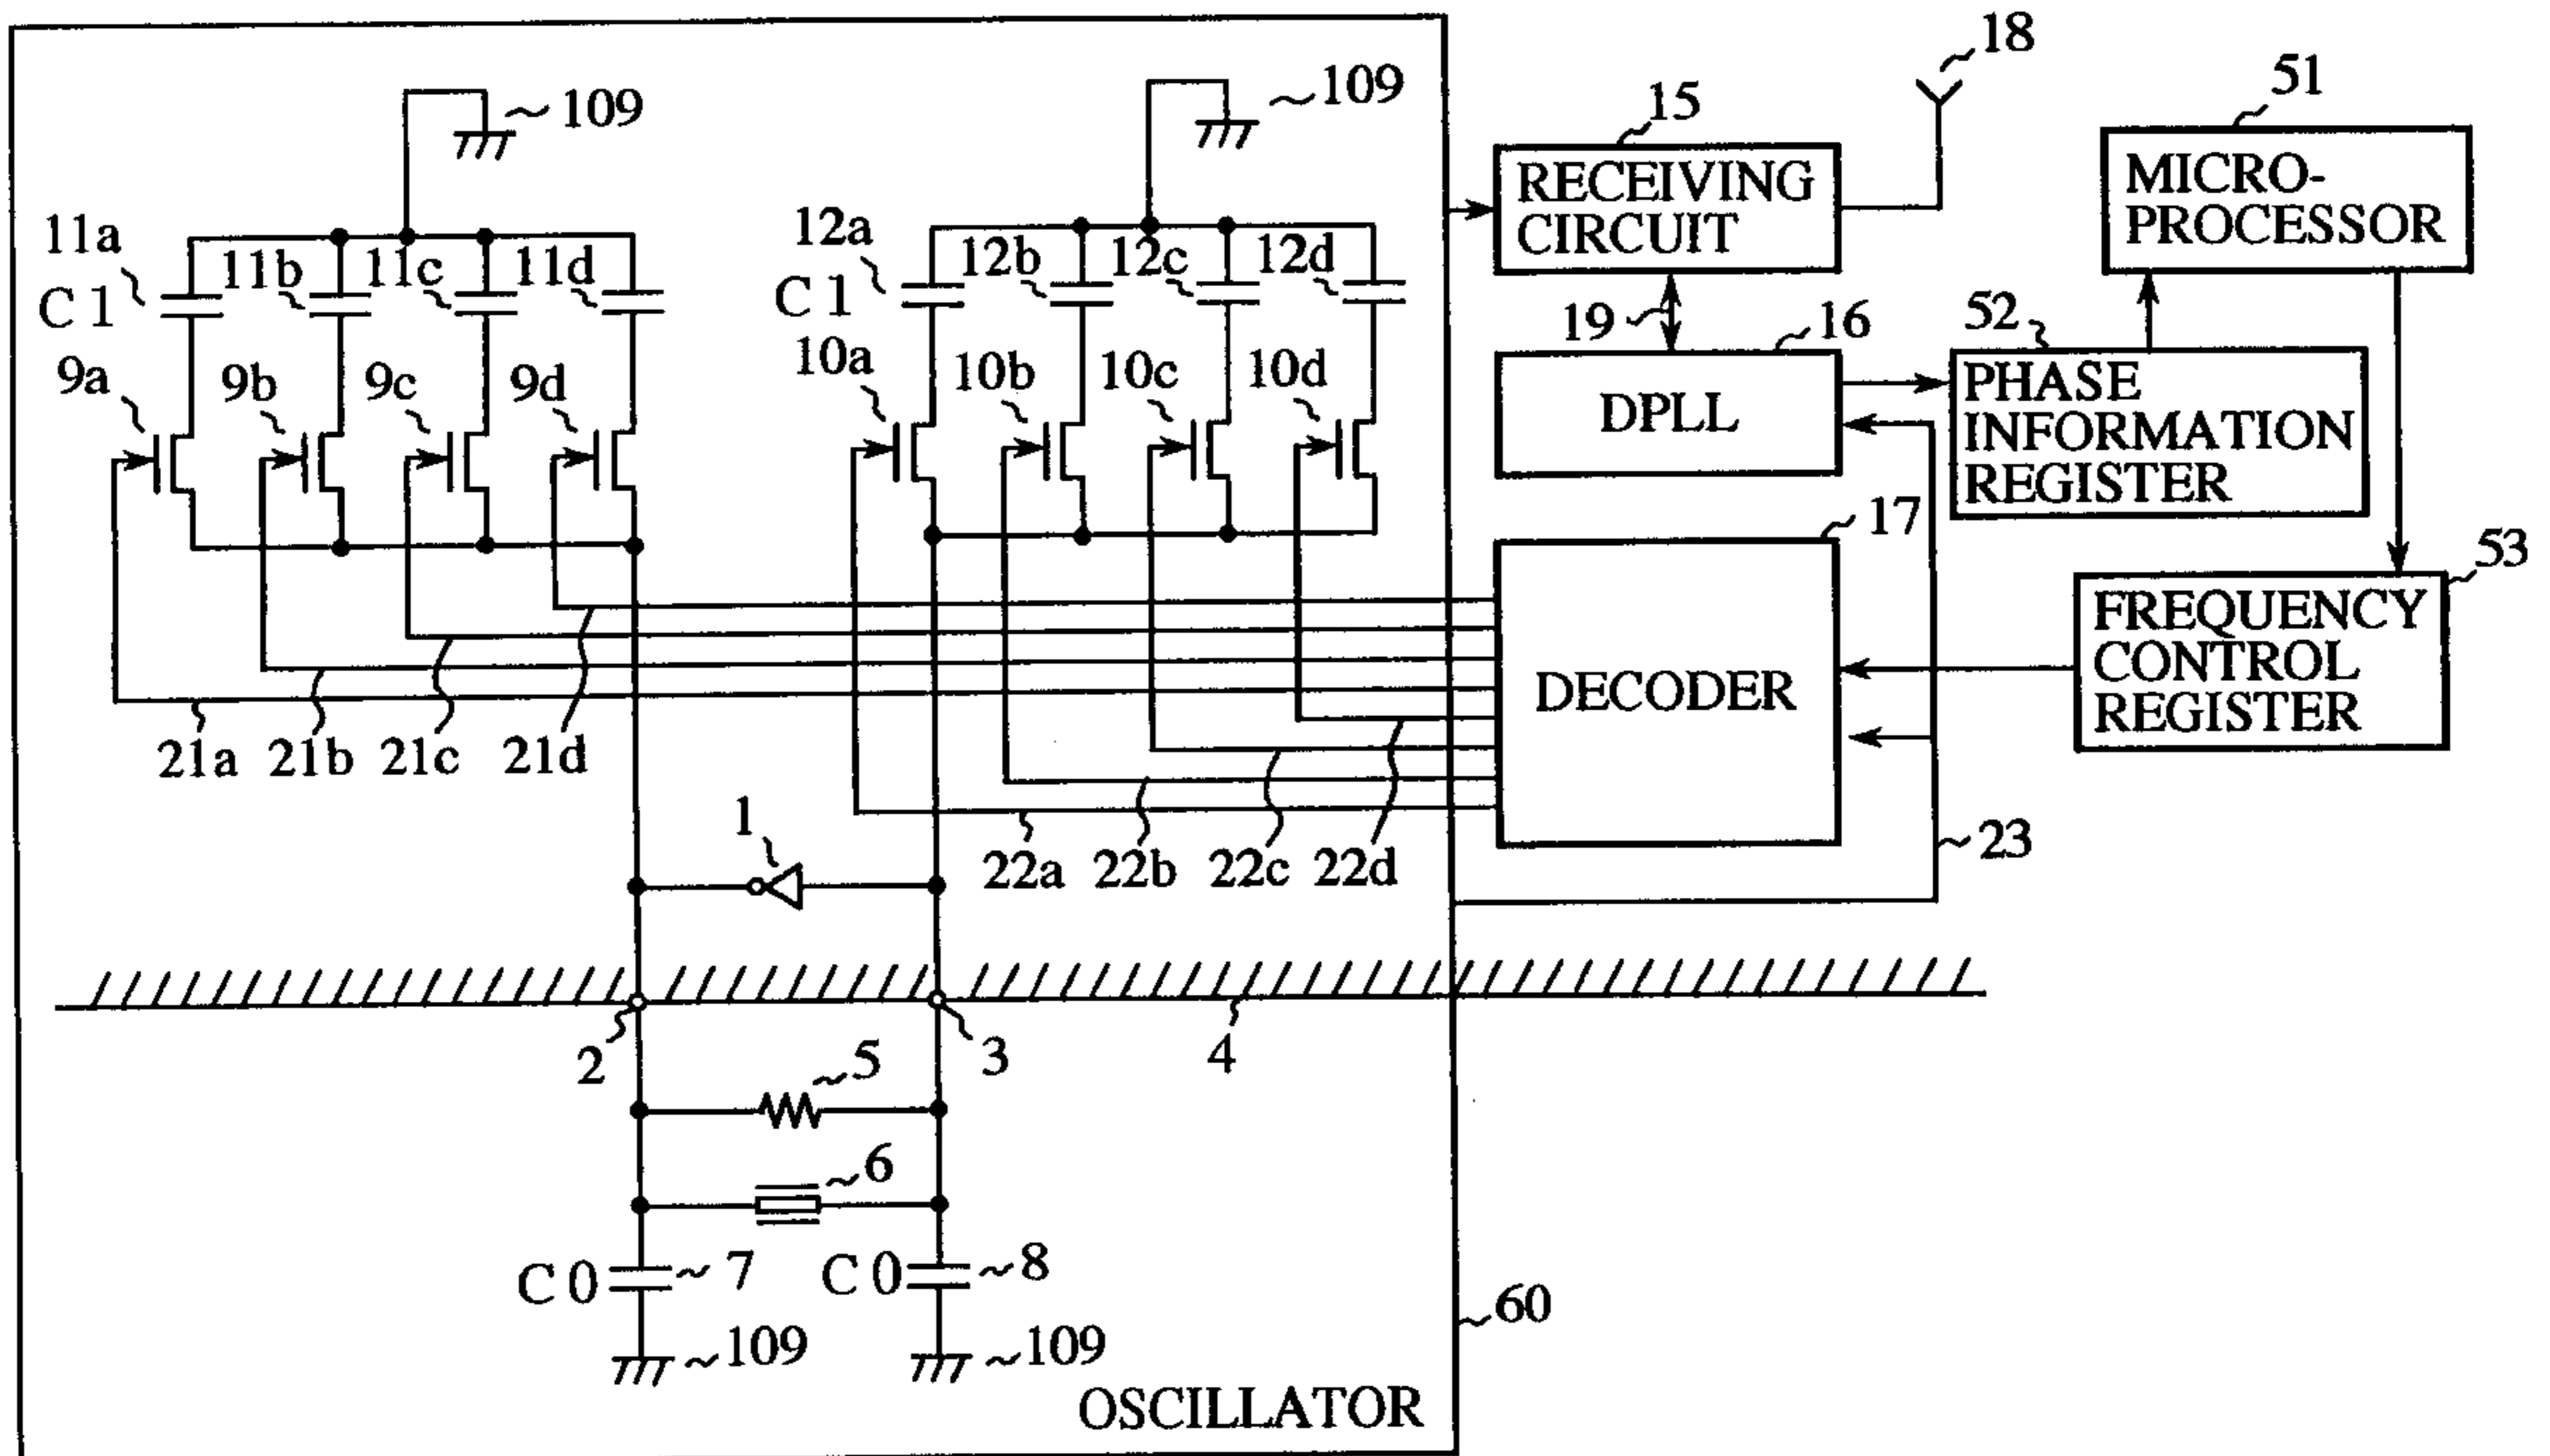 18
51
109
109
15
RECEIVING
CIRCUIT
MICRO-
PROCESSOR
11a
C 1
11b
11c
11d
12a
C 1
12b
12c
12d
19
16
52
9a
9b
9c
9d
10a
10b
10c
10d
DPLL
PHASE
INFORMATION
REGISTER
17
53
DECODER
FREQUENCY
CONTROL
REGISTER
21a
21b
21c
21d
1
22a
22b
22c
22d
23
2
3
4
5
6
C 0
7
C 0
8
60
109
109
OSCILLATOR